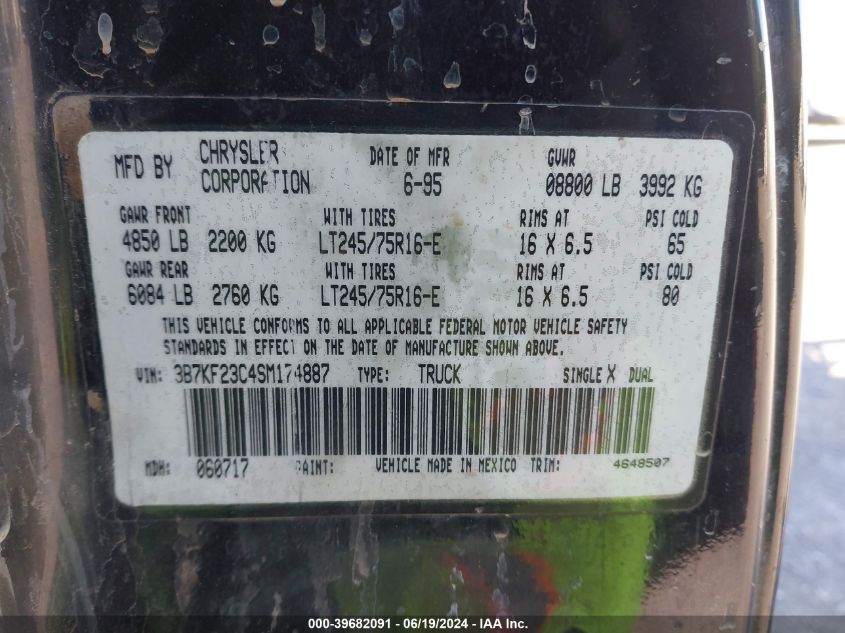 MFD BY CHRYSLER CORPORATION DATE OF MFR 6-95 GVWR 08800 LB 3992 KG
GAWR FRONT WITH TIRES RIMS AT PSI COLD
4850 LB 2200 KG LT245/75R16-E 16 X 6.5 65
GAWR REAR WITH TIRES RIMS AT PSI COLD
6084 LB 2760 KG LT245/75R16-E 16 X 6.5 80
THIS VEHICLE CONFORMS TO ALL APPLICABLE FEDERAL MOTOR VEHICLE SAFETY
STANDARDS IN EFFECT ON THE DATE OF MANUFACTURE SHOWN ABOVE.
VIN: 3B7KF23C4SM174887 TYPE: TRUCK SINGLE X DUAL
MDH: 060717 PAINT: VEHICLE MADE IN MEXICO TRIM: 4648507
000-39682091 - 06/19/2024 - IAA Inc.